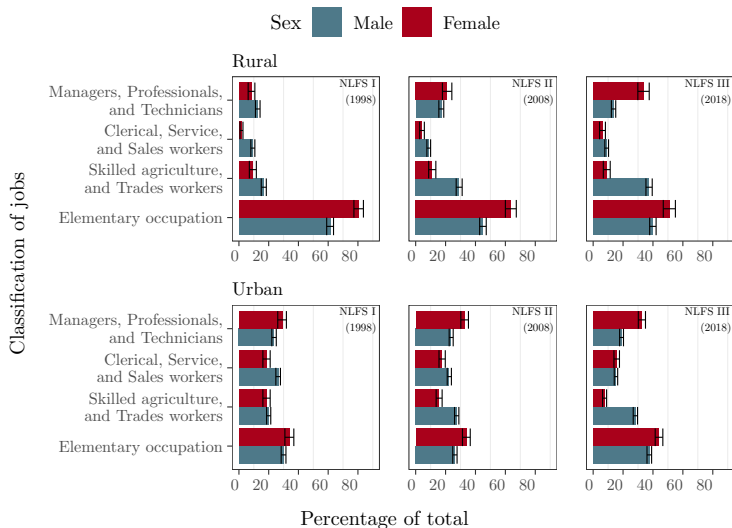 Sex Male Female
Rural
NLFS I
(1998)
NLFS II
(2008)
NLFS III
(2018)
Managers, Professionals,
and Technicians
Clerical, Service,
and Sales workers
Skilled agriculture,
and Trades workers
Elementary occupation
0 20 40 60 80
0 20 40 60 80
0 20 40 60 80
Classification of jobs
Urban
NLFS I
(1998)
NLFS II
(2008)
NLFS III
(2018)
Managers, Professionals,
and Technicians
Clerical, Service,
and Sales workers
Skilled agriculture,
and Trades workers
Elementary occupation
0 20 40 60 80
0 20 40 60 80
0 20 40 60 80
Percentage of total